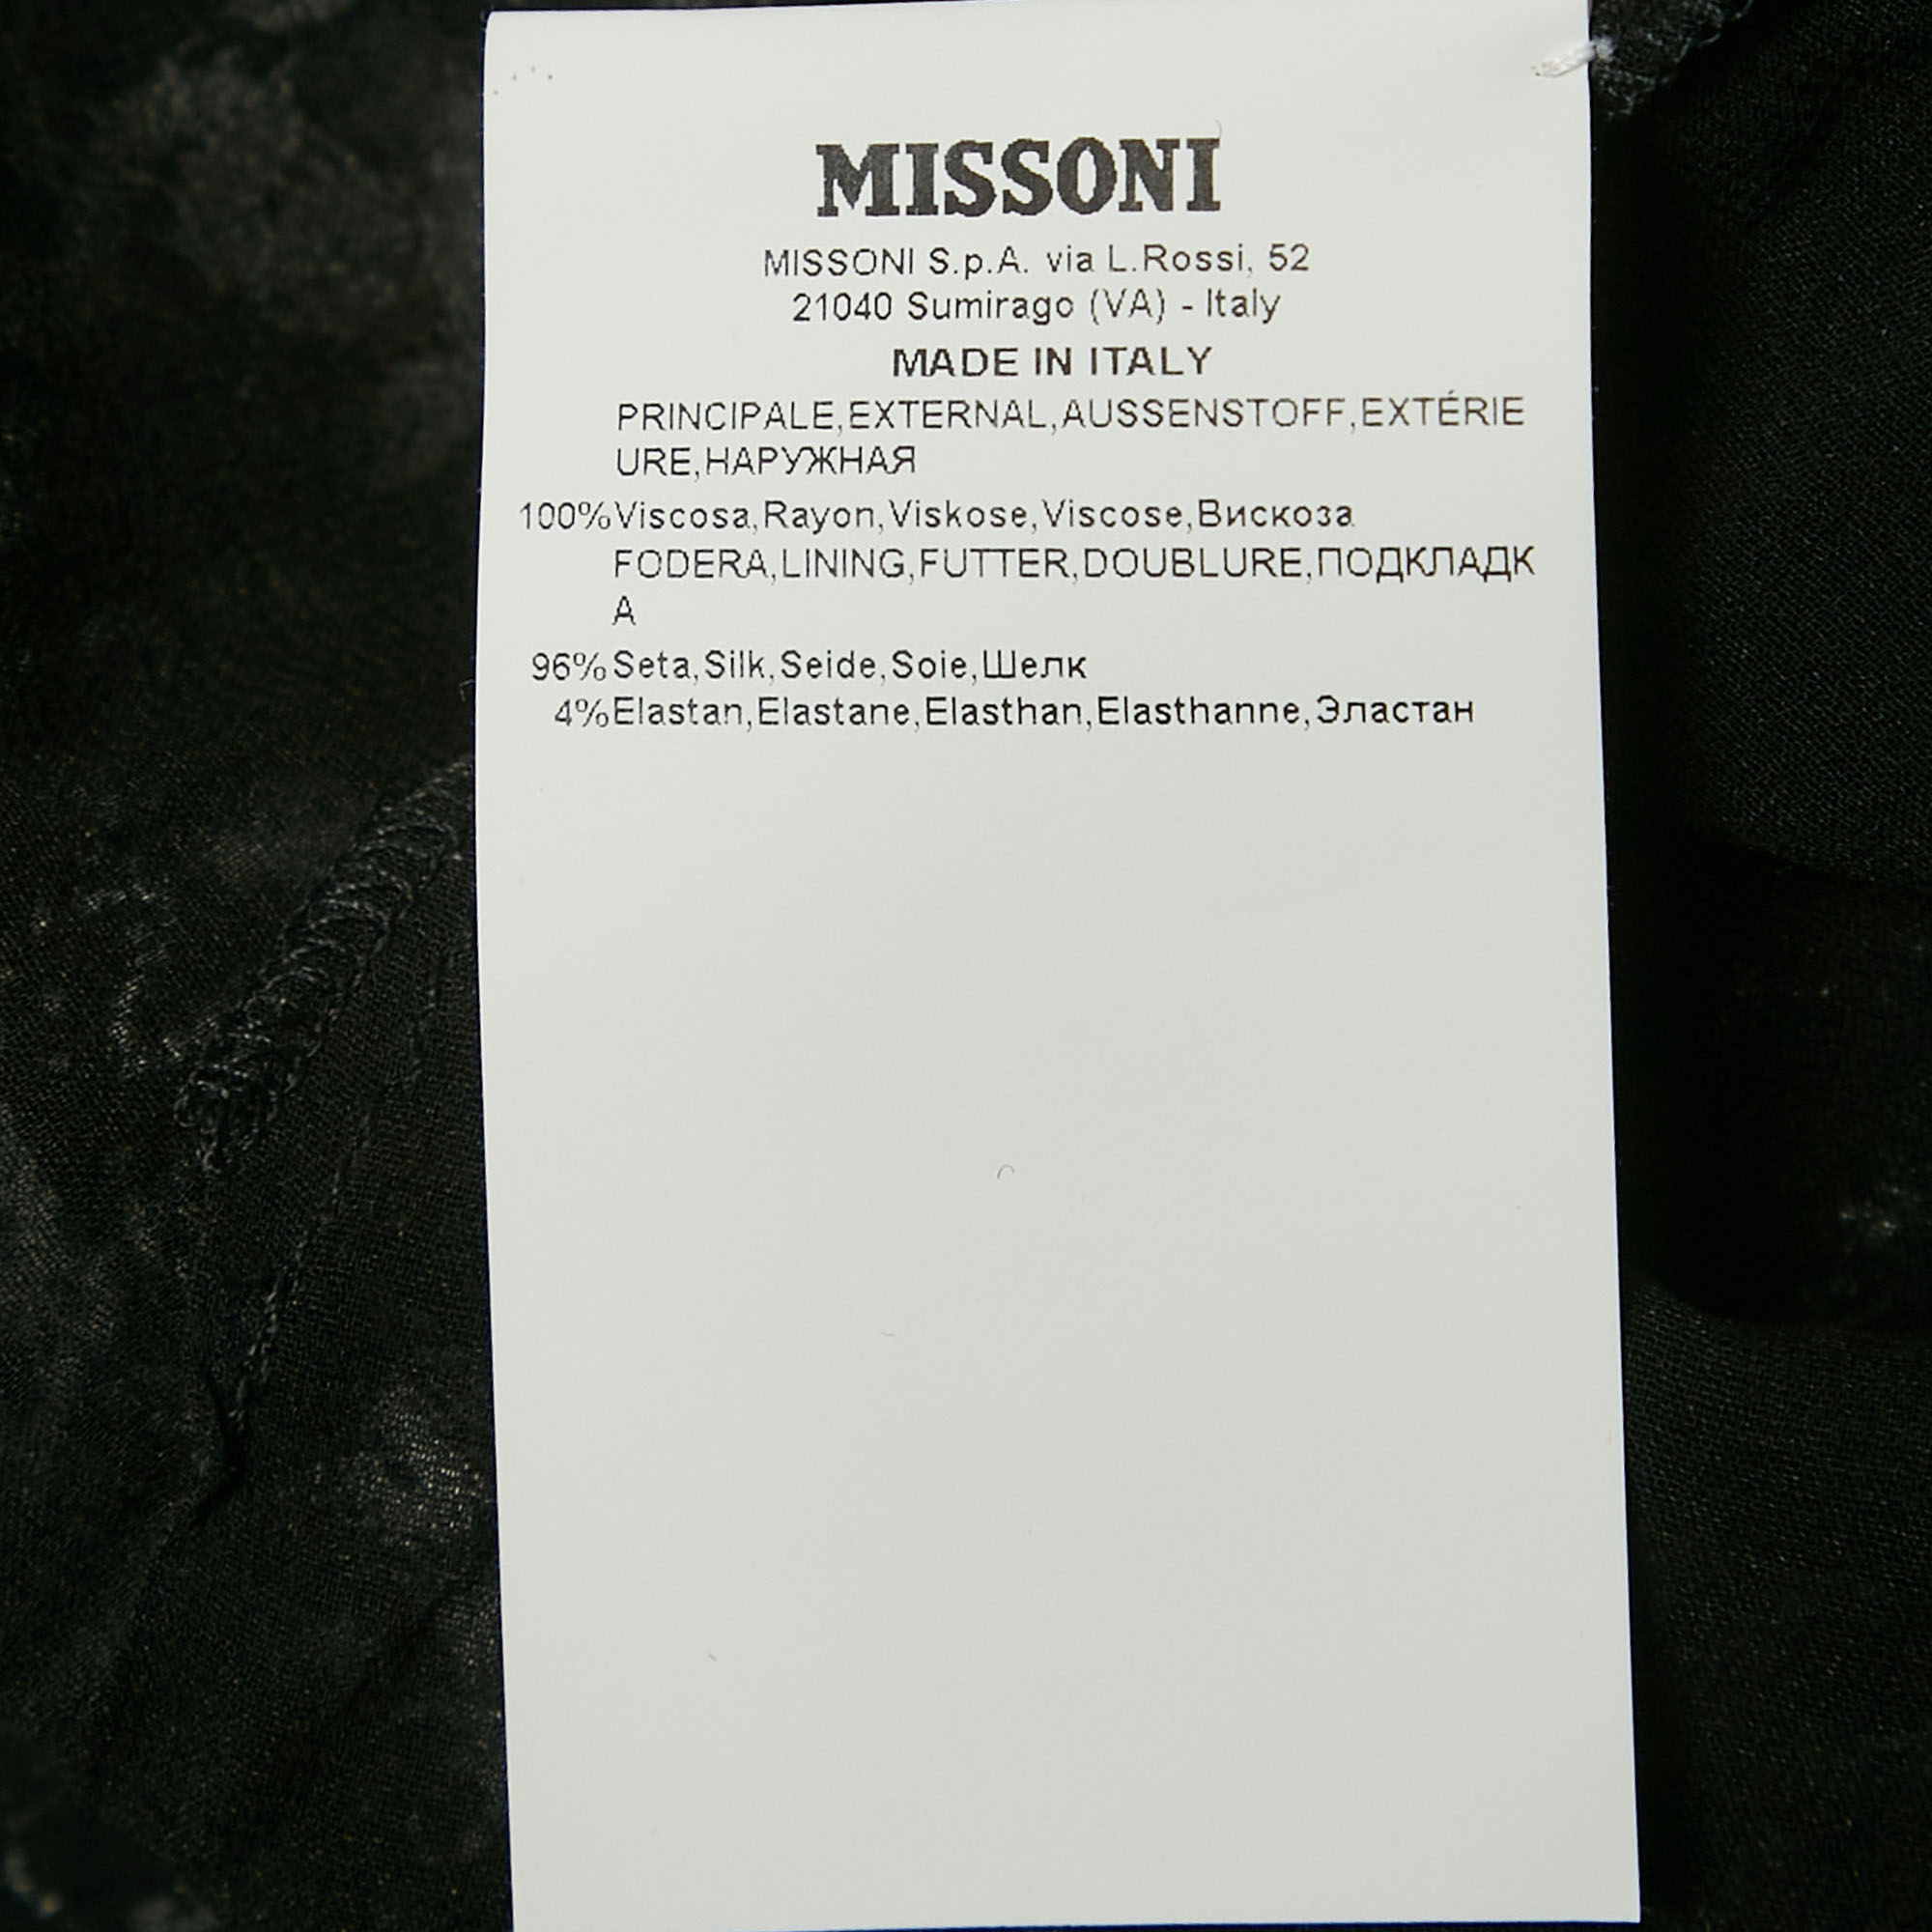 MISSONI
MISSONI S.p.A. via L.Rossi, 52
21040 Sumirago (VA) - Italy
MADE IN ITALY
PRINCIPALE,EXTERNAL,AUSSENSTOFF,EXTÉRIE
URE,НАРУЖНАЯ
100%Viscosa,Rayon,Viskose,Viscose,Вискоза
FODERA,LINING,FUTTER,DOUBLURE,ПОДКЛАДК
А
96%Seta,Silk,Seide,Soie,Шелк
4%Elastan,Elastane,Elasthan,Elasthanne,Эластан